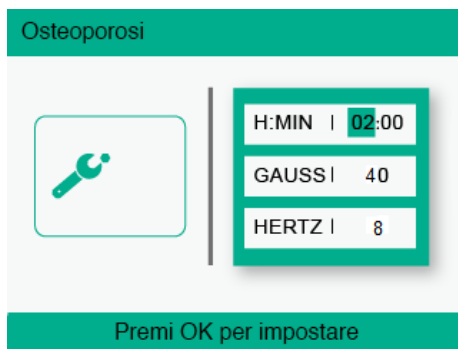 Osteoporosi
H:MIN | 02:00
GAUSS | 40
HERTZ | 8
Premi OK per impostare